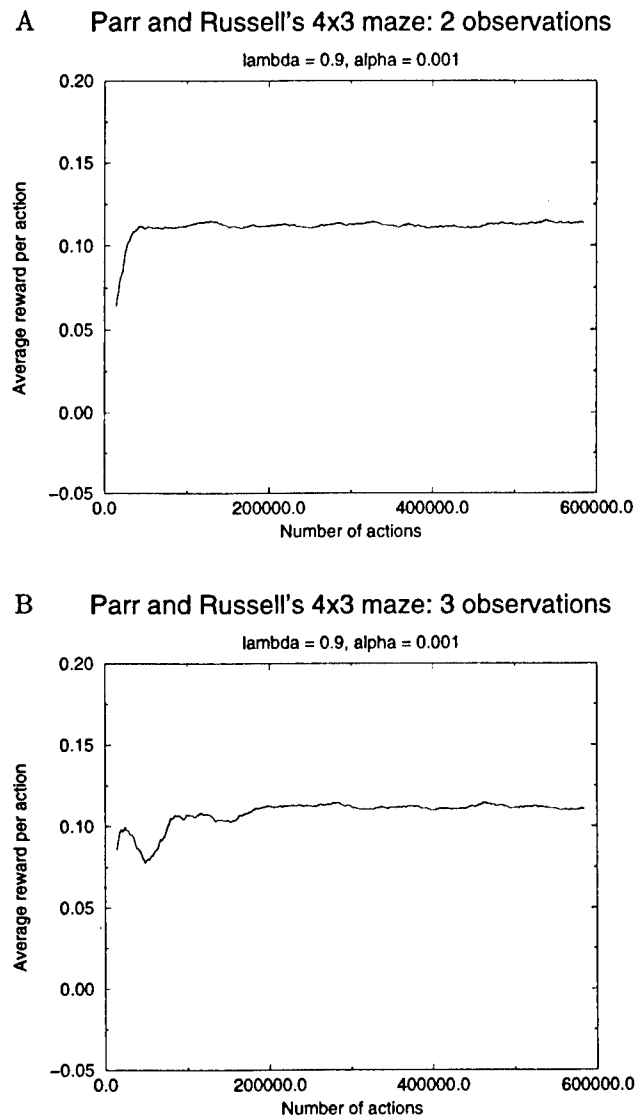 A Parr and Russell's 4x3 maze: 2 observations
lambda = 0.9, alpha = 0.001
0.20
0.15
0.10
0.05
0.00
−0.05
Average reward per action
0.0 200000.0 400000.0 600000.0
Number of actions
B Parr and Russell's 4x3 maze: 3 observations
lambda = 0.9, alpha = 0.001
0.20
0.15
0.10
0.05
0.00
−0.05
Average reward per action
0.0 200000.0 400000.0 600000.0
Number of actions